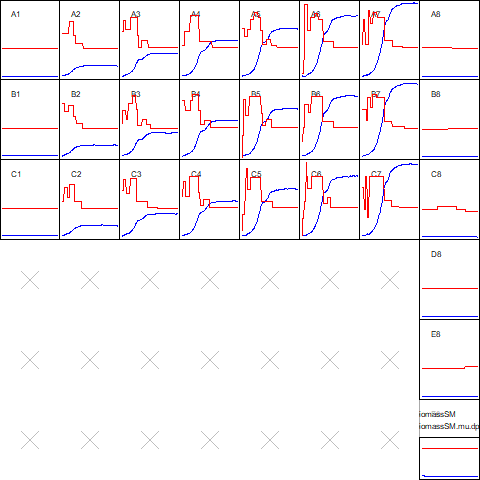 A1 A2 A3 A4 A5 A6 A7 A8
B1 B2 B3 B4 B5 B6 B7 B8
C1 C2 C3 C4 C5 C6 C7 C8
D8
E8
iomassSM
iomassSM.mu.dp